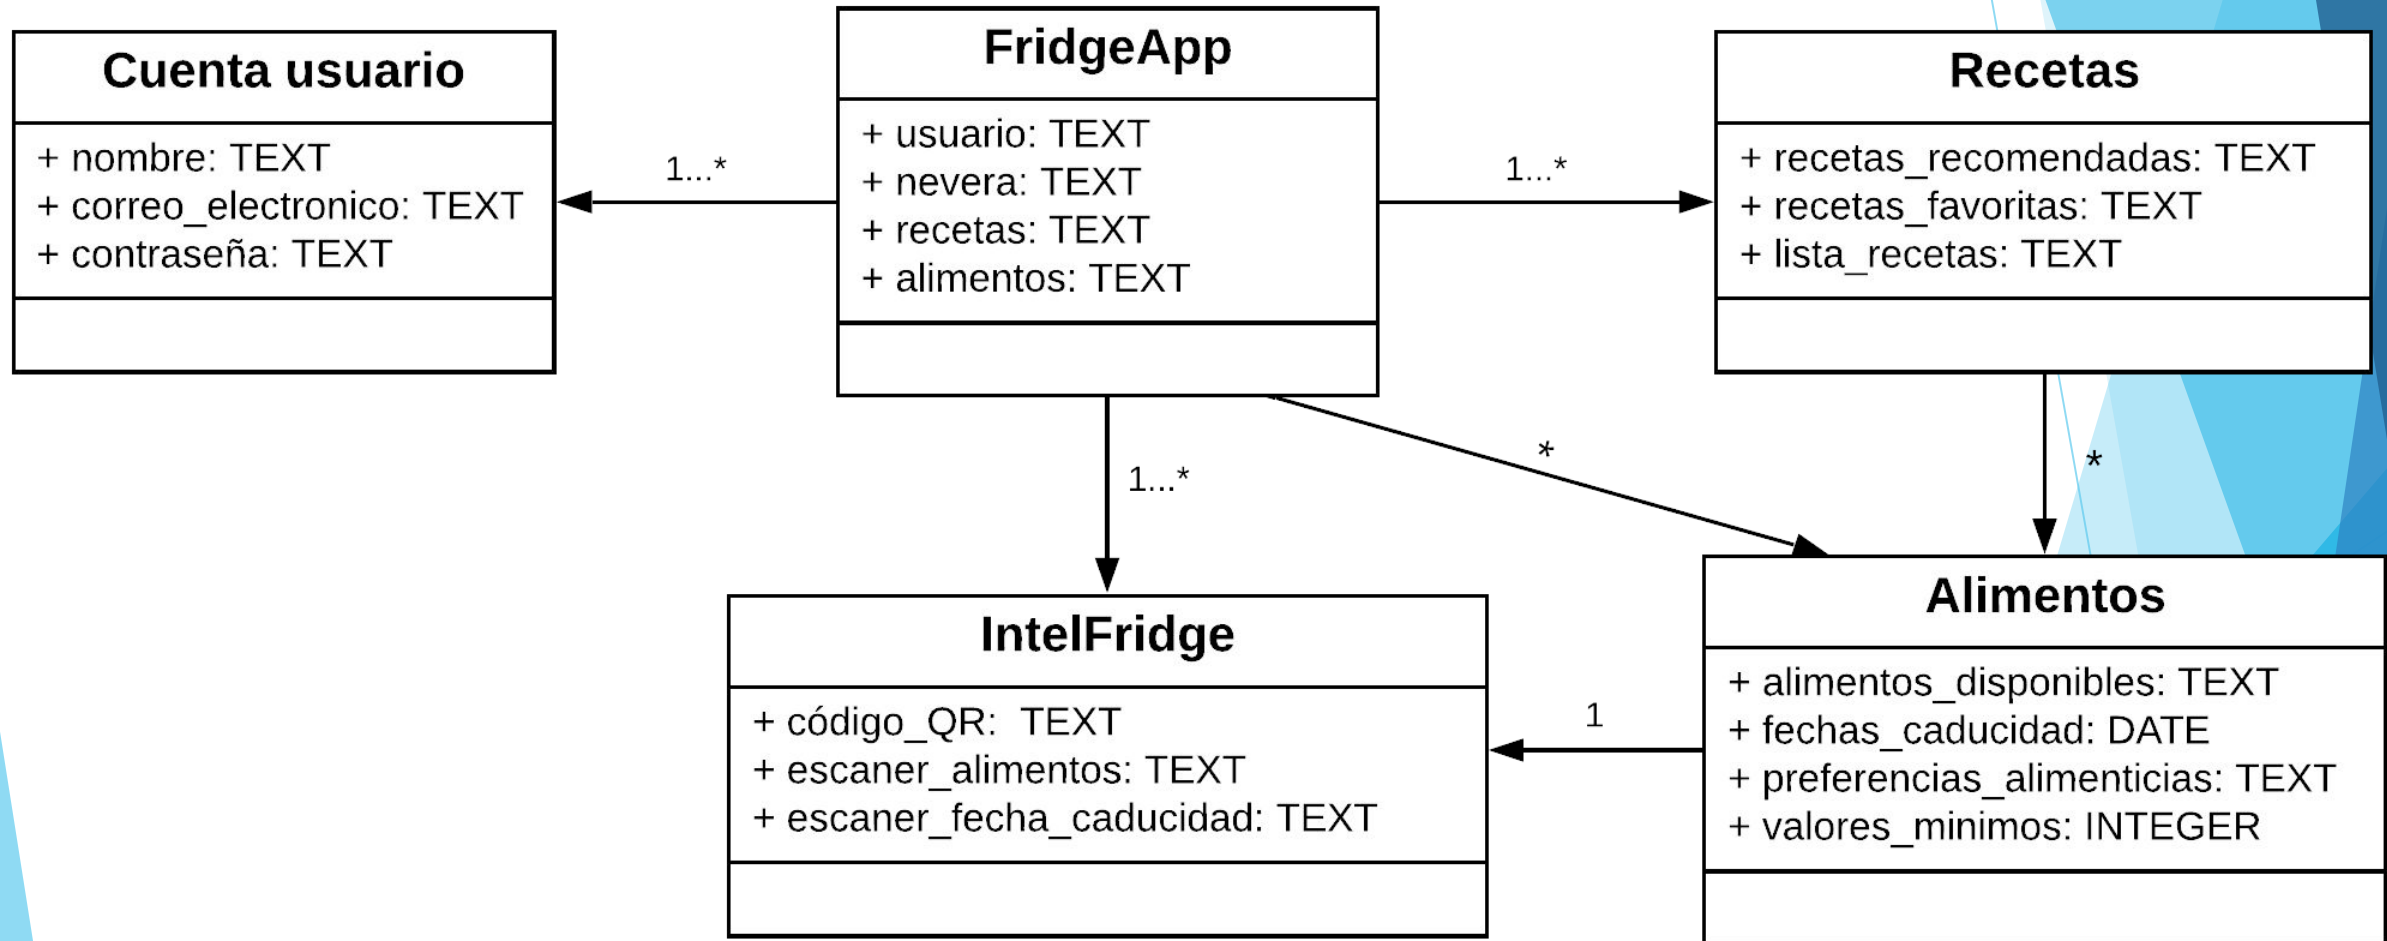 Cuenta usuario
+ nombre: TEXT
+ correo_electronico: TEXT
+ contraseña: TEXT
1...*
FridgeApp
+ usuario: TEXT
+ nevera: TEXT
+ recetas: TEXT
+ alimentos: TEXT
1...*
Recetas
+ recetas_recomendadas: TEXT
+ recetas_favoritas: TEXT
+ lista_recetas: TEXT
1...*
*
*
IntelFridge
+ código_QR:  TEXT
+ escaner_alimentos: TEXT
+ escaner_fecha_caducidad: TEXT
1
Alimentos
+ alimentos_disponibles: TEXT
+ fechas_caducidad: DATE
+ preferencias_alimenticias: TEXT
+ valores_minimos: INTEGER